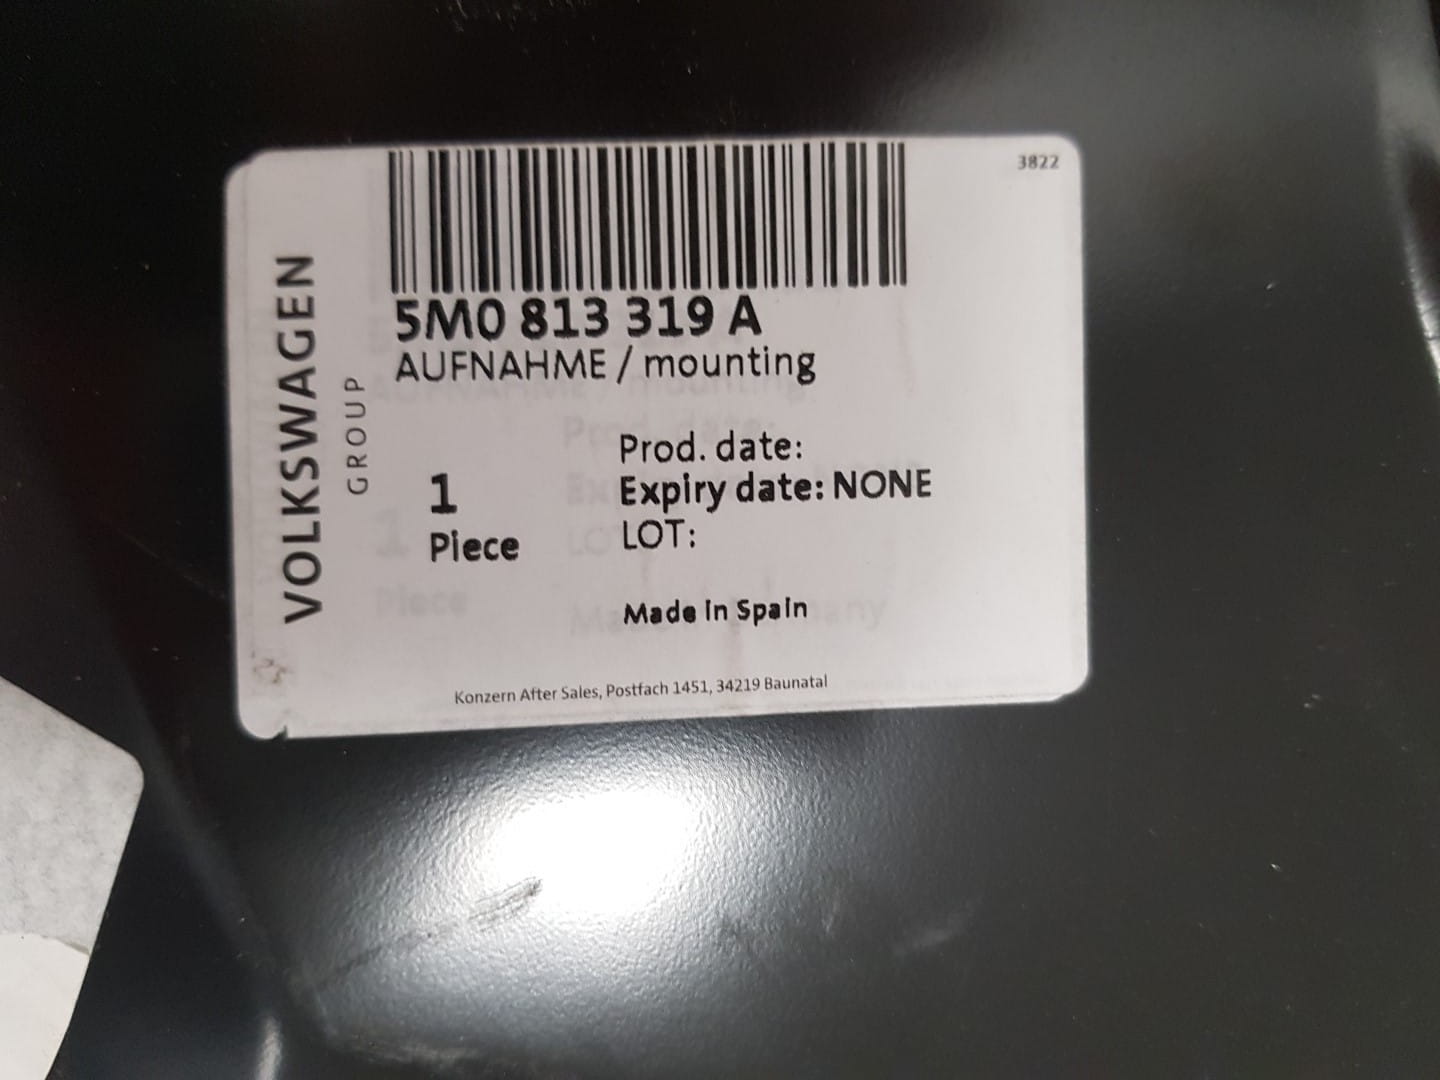 3822
5M0 813 319 A
AUFNAHME / mounting
VOLKSWAGEN
GROUP
1
Piece
Prod. date:
Expiry date: NONE
LOT:
Made in Spain
Konzern After Sales, Postfach 1451, 34219 Baunatal